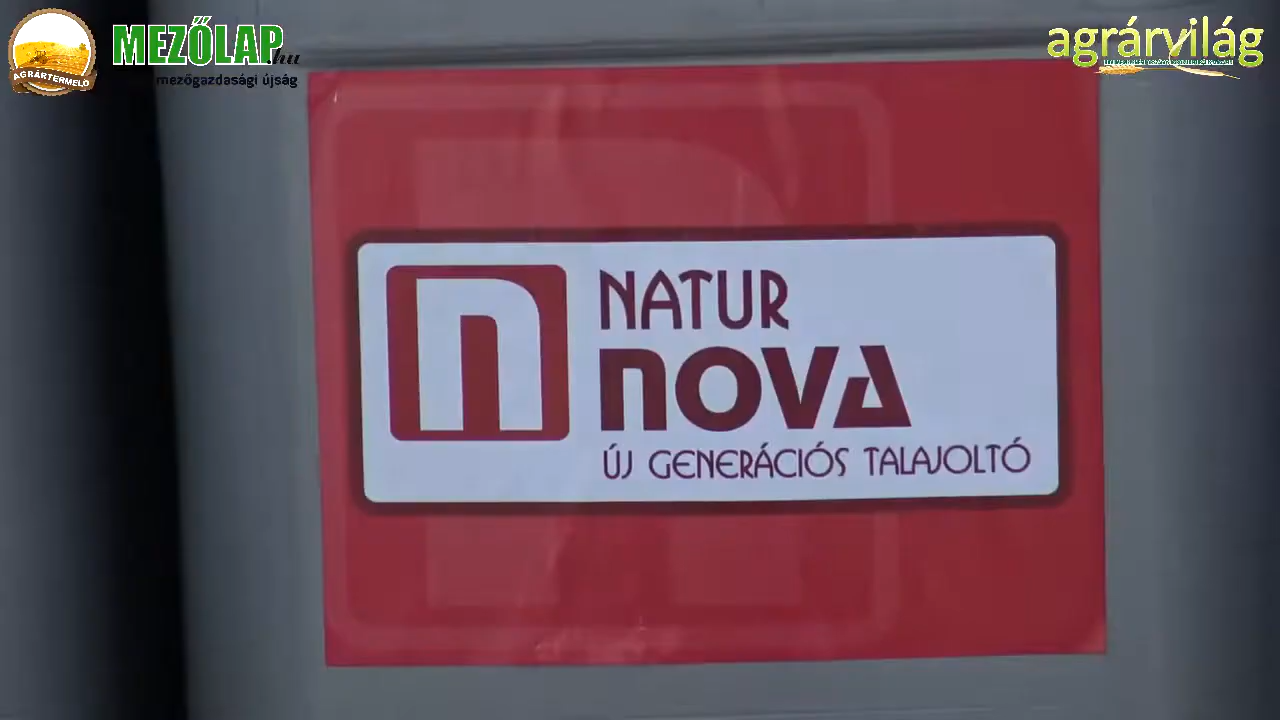 AGRÁRTERMELŐ
MEZŐLAP.hu
mezőgazdasági újság
agrárvilág
n
NATUR
NOVA
ÚJ GENERÁCIÓS TALAJOLTÓ